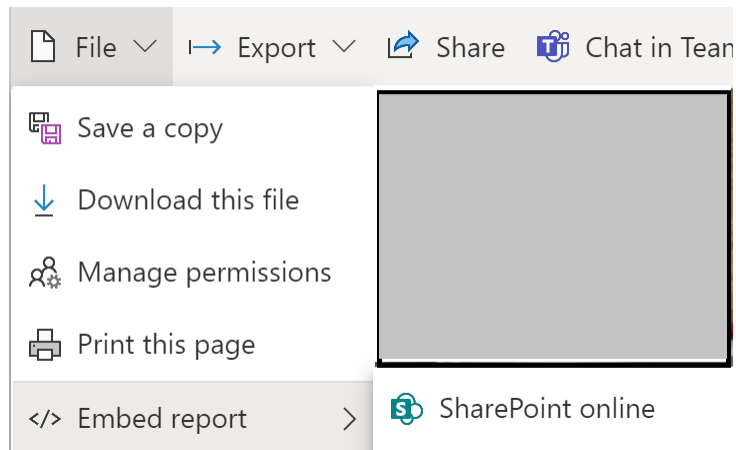 File Export Share Chat in Team
Save a copy
Download this file
Manage permissions
Print this page
</> Embed report
SharePoint online